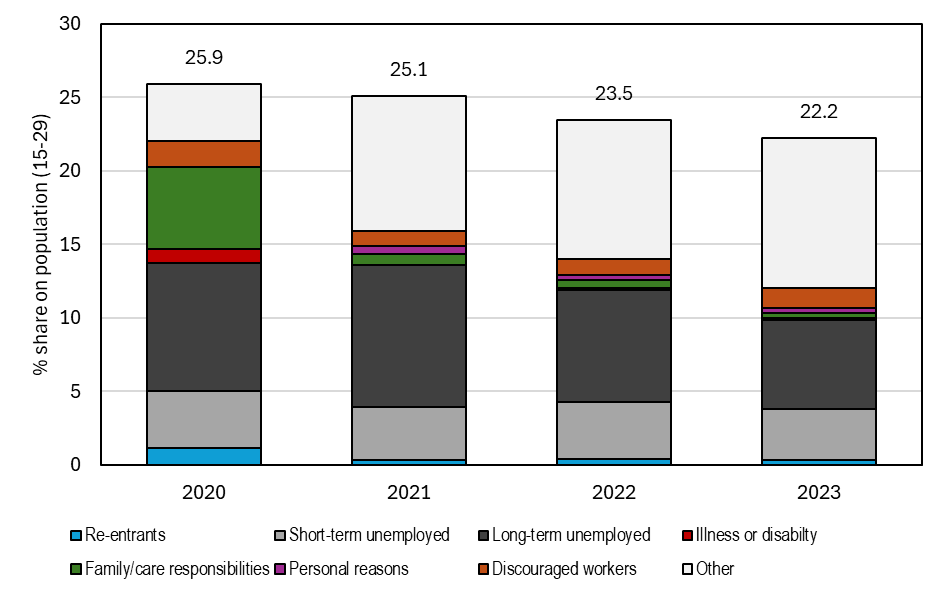 % share on population (15-29)
30
25
20
15
10
5
0
25.9
25.1
23.5
22.2
2020 2021 2022 2023
Re-entrants Short-term unemployed Long-term unemployed Illness or disabilty
Family/care responsibilities Personal reasons Discouraged workers Other